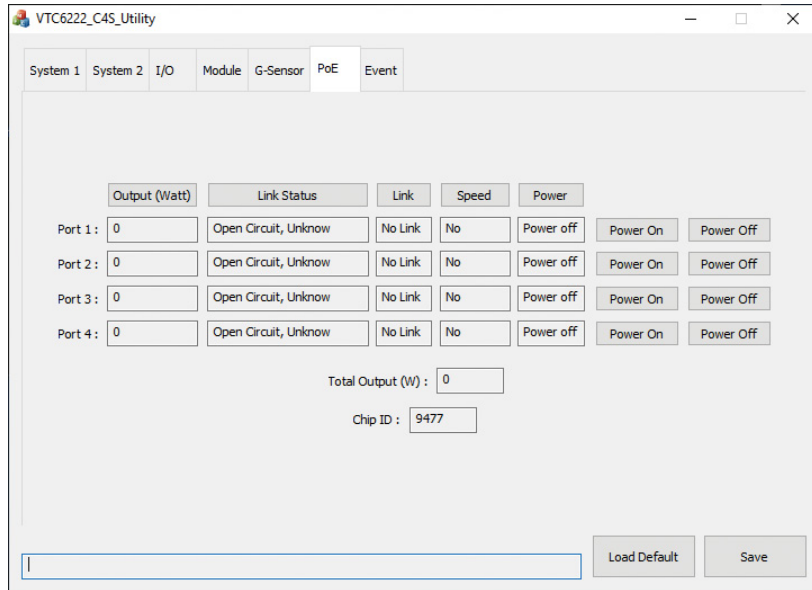 VTC6222_C4S_Utility
System 1 System 2 I/O Module G-Sensor PoE Event
Output (Watt) Link Status Link Speed Power
Port 1 : 0 Open Circuit, Unknow No Link No Power off Power On Power Off
Port 2 : 0 Open Circuit, Unknow No Link No Power off Power On Power Off
Port 3 : 0 Open Circuit, Unknow No Link No Power off Power On Power Off
Port 4 : 0 Open Circuit, Unknow No Link No Power off Power On Power Off
Total Output (W) : 0
Chip ID : 9477
Load Default Save